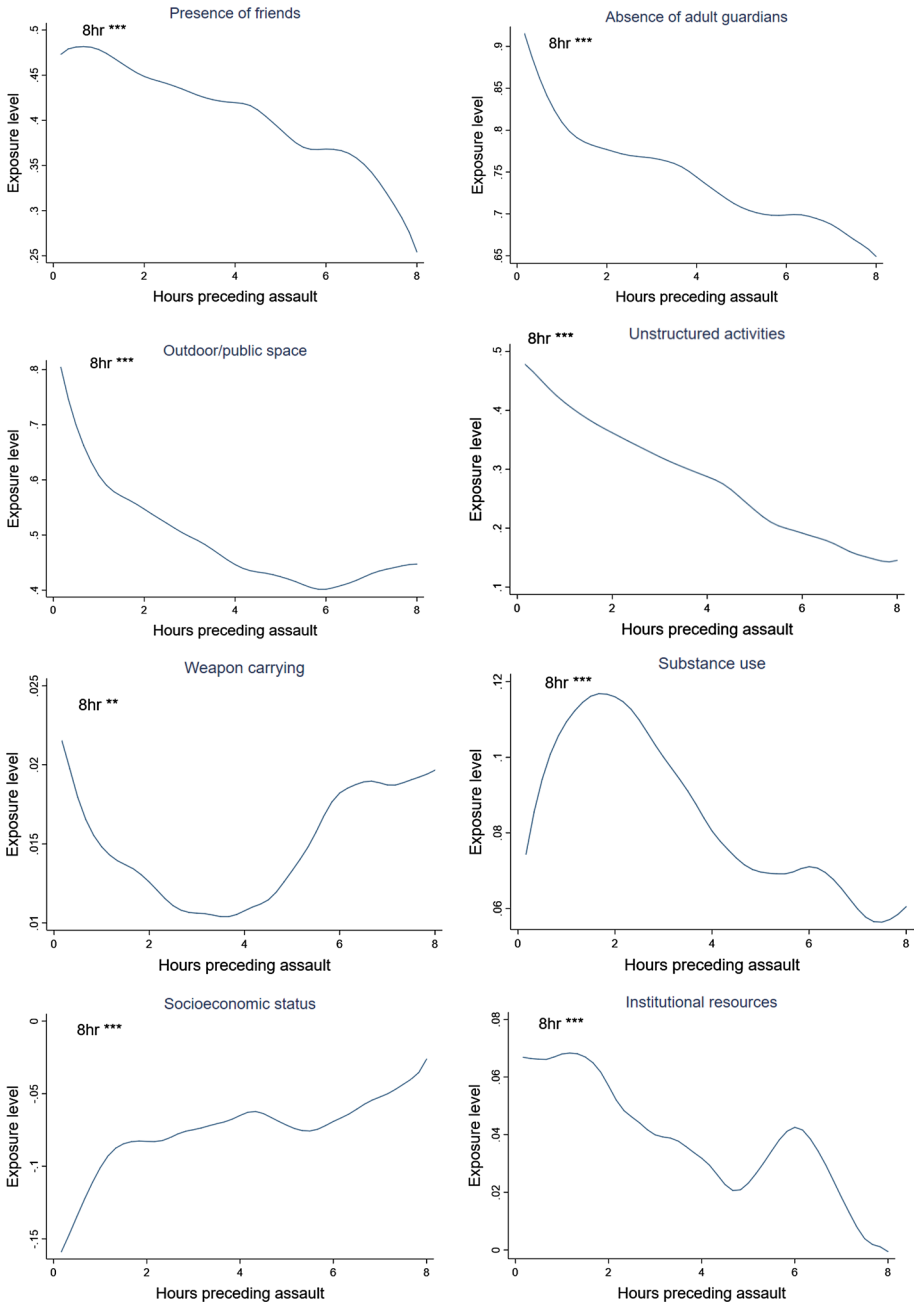 Presence of friends
8hr ***
.5
.45
.4
.35
.3
.25
Exposure level
0 2 4 6 8
Hours preceding assault
Absence of adult guardians
8hr ***
.9
.85
.8
.75
.7
.65
Exposure level
0 2 4 6 8
Hours preceding assault
Outdoor/public space
8hr ***
.8
.7
.6
.5
.4
Exposure level
0 2 4 6 8
Hours preceding assault
Unstructured activities
8hr ***
.5
.4
.3
.2
.1
Exposure level
0 2 4 6 8
Hours preceding assault
Weapon carrying
8hr **
.025
.02
.015
.01
Exposure level
0 2 4 6 8
Hours preceding assault
Substance use
8hr ***
.12
.1
.08
.06
Exposure level
0 2 4 6 8
Hours preceding assault
Socioeconomic status
8hr ***
0
-.05
-.1
-.15
Exposure level
0 2 4 6 8
Hours preceding assault
Institutional resources
8hr ***
.08
.06
.04
.02
0
Exposure level
0 2 4 6 8
Hours preceding assault